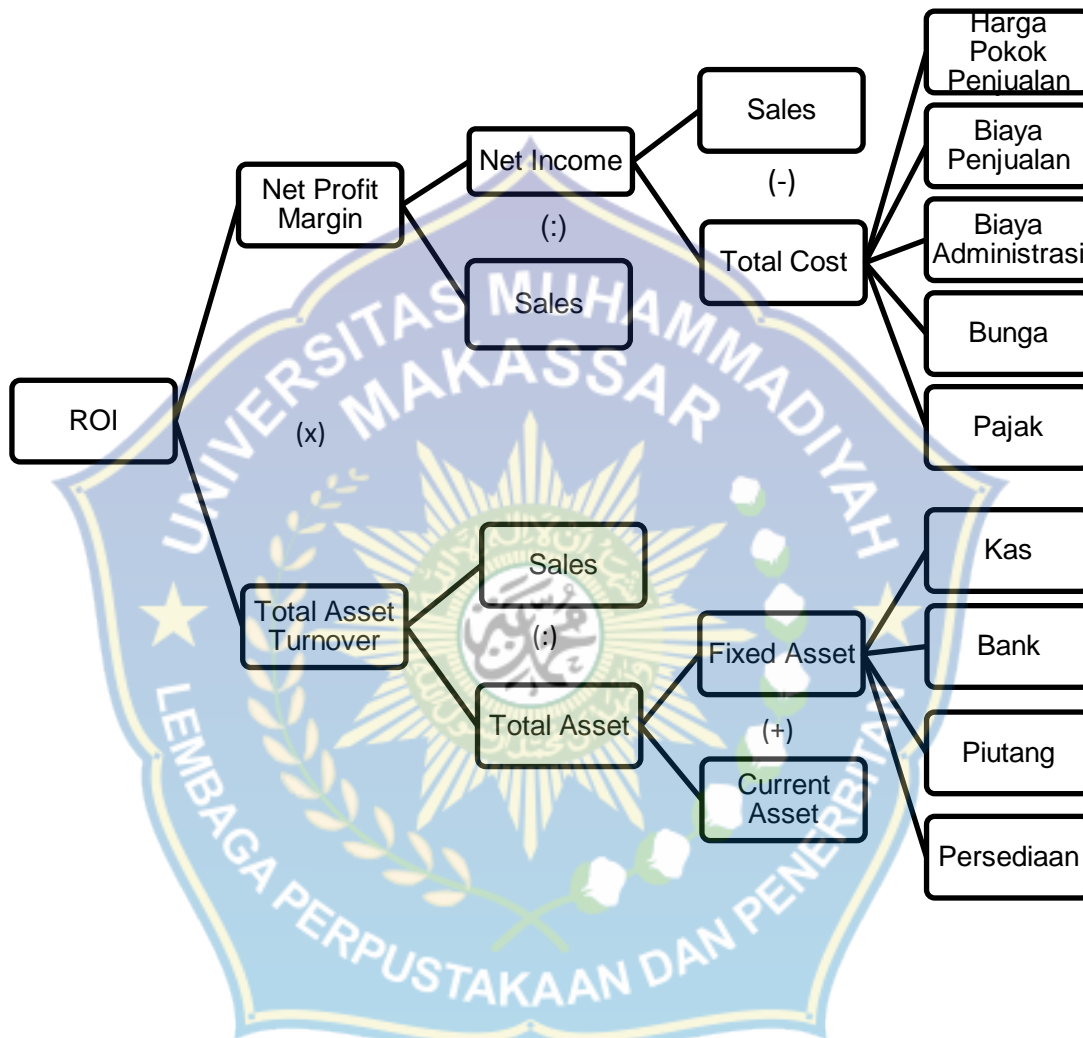 Harga
Pokok
Penjualan
Sales
Biaya
Penjualan
Net Income
(-)
Net Profit
Margin
Biaya
Administrasi
(:)
Total Cost
Sales
Bunga
ROI
(x)
Pajak
UNIVERSITAS MUHAMMADIYAH
MAKASSAR
Sales
Kas
Total Asset
Turnover
(:)
Fixed Asset
Bank
Total Asset
(+)
Piutang
Current
Asset
Persediaan
LEMBAGA PERPUSTAKAAN DAN PENERBITAN